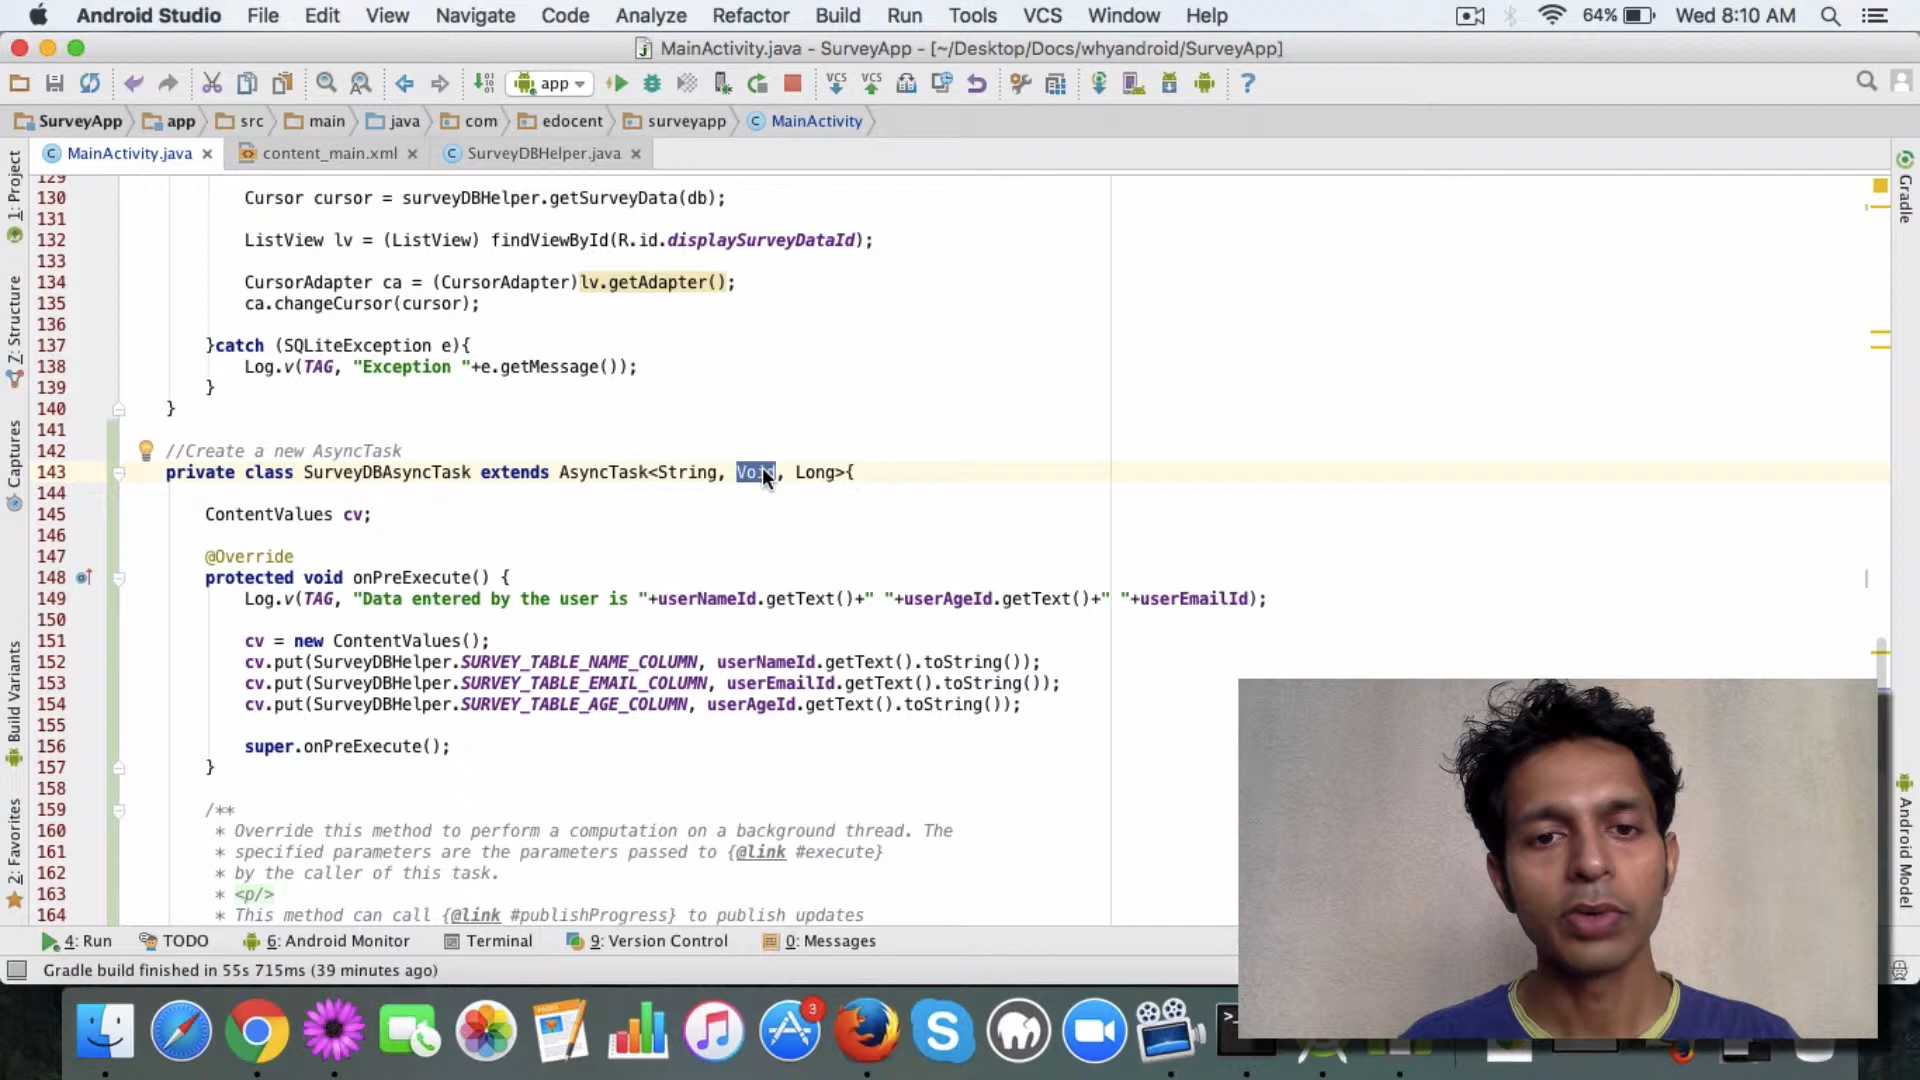 Android Studio File Edit View Navigate Code Analyze Refactor Build Run Tools VCS Window Help 64% Wed 8:10 AM
MainActivity.java - SurveyApp - [~/Desktop/Docs/whyandroid/SurveyApp]
app VCS VCS ?
SurveyApp app src main java com edocent surveyapp MainActivity
MainActivity.java content_main.xml SurveyDBHelper.java
1: Project
7: Structure
Captures
Build Variants
2: Favorites
129
130 Cursor cursor = surveyDBHelper.getSurveyData(db);
131
132 ListView lv = (ListView) findViewById(R.id.displaySurveyDataId);
133
134 CursorAdapter ca = (CursorAdapter)lv.getAdapter();
135 ca.changeCursor(cursor);
136
137 }catch (SQLiteException e){
138 Log.v(TAG, "Exception "+e.getMessage());
139 }
140 }
141
142 //Create a new AsyncTask
143 private class SurveyDBAsyncTask extends AsyncTask<String, Void, Long>{
144
145 ContentValues cv;
146
147 @Override
148 protected void onPreExecute() {
149 Log.v(TAG, "Data entered by the user is "+userNameId.getText()+" "+userAgeId.getText()+" "+userEmailId);
150
151 cv = new ContentValues();
152 cv.put(SurveyDBHelper.SURVEY_TABLE_NAME_COLUMN, userNameId.getText().toString());
153 cv.put(SurveyDBHelper.SURVEY_TABLE_EMAIL_COLUMN, userEmailId.getText().toString());
154 cv.put(SurveyDBHelper.SURVEY_TABLE_AGE_COLUMN, userAgeId.getText().toString());
155
156 super.onPreExecute();
157 }
158
159 /**
160 * Override this method to perform a computation on a background thread. The
161 * specified parameters are the parameters passed to {@link #execute}
162 * by the caller of this task.
163 * <p/>
164 * This method can call {@link #publishProgress} to publish updates
Gradle
Android Model
4: Run TODO 6: Android Monitor Terminal 9: Version Control 0: Messages
Gradle build finished in 55s 715ms (39 minutes ago)
3